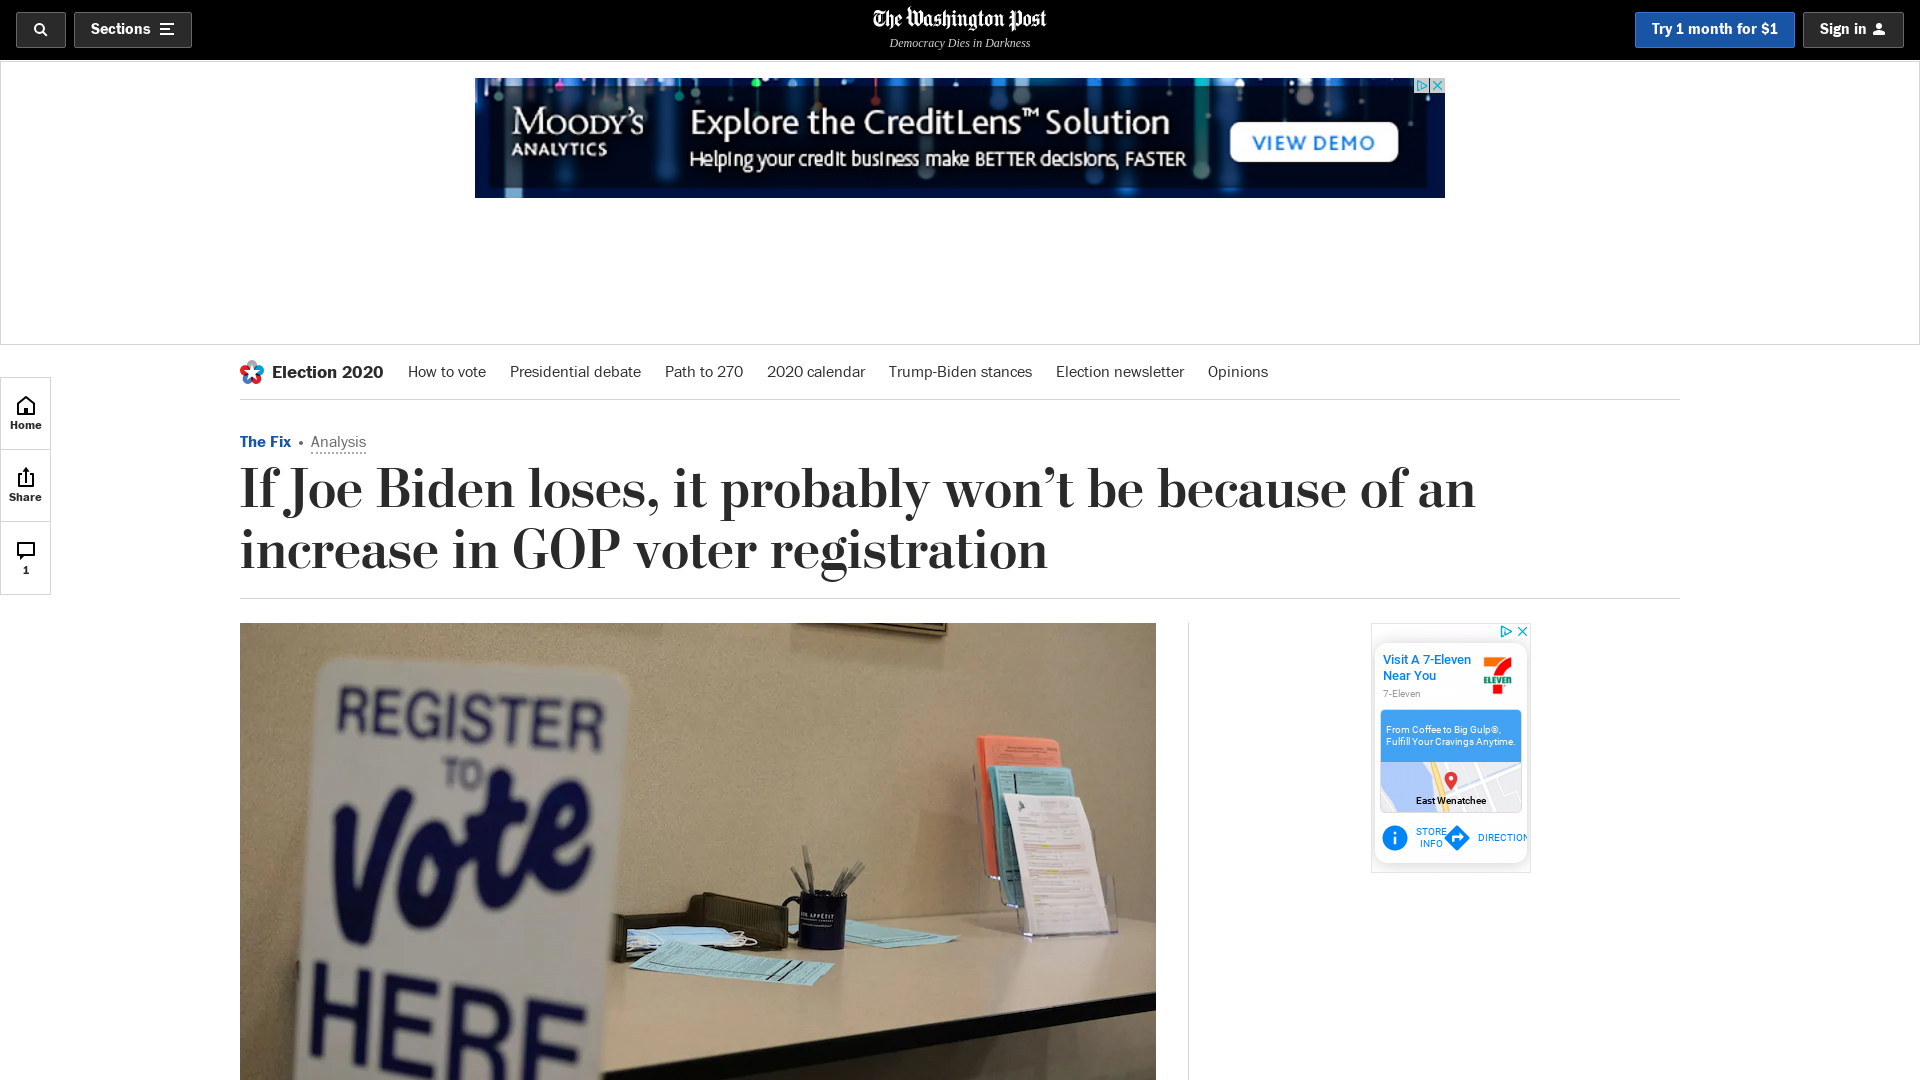 Sections
The Washington Post
Democracy Dies in Darkness
Try 1 month for $1
Sign in
MOODY'S
ANALYTICS
Explore the CreditLens™ Solution
Helping your credit business make BETTER decisions, FASTER
VIEW DEMO
Election 2020
How to vote
Presidential debate
Path to 270
2020 calendar
Trump-Biden stances
Election newsletter
Opinions
Home
Share
1
The Fix • Analysis
If Joe Biden loses, it probably won’t be because of an
increase in GOP voter registration
REGISTER
TO
Vote
HERE
Visit A 7-Eleven
Near You
7-Eleven
ELEVEN
From Coffee to Big Gulp®,
Fulfill Your Cravings Anytime.
East Wenatchee
STORE
INFO
DIRECTION